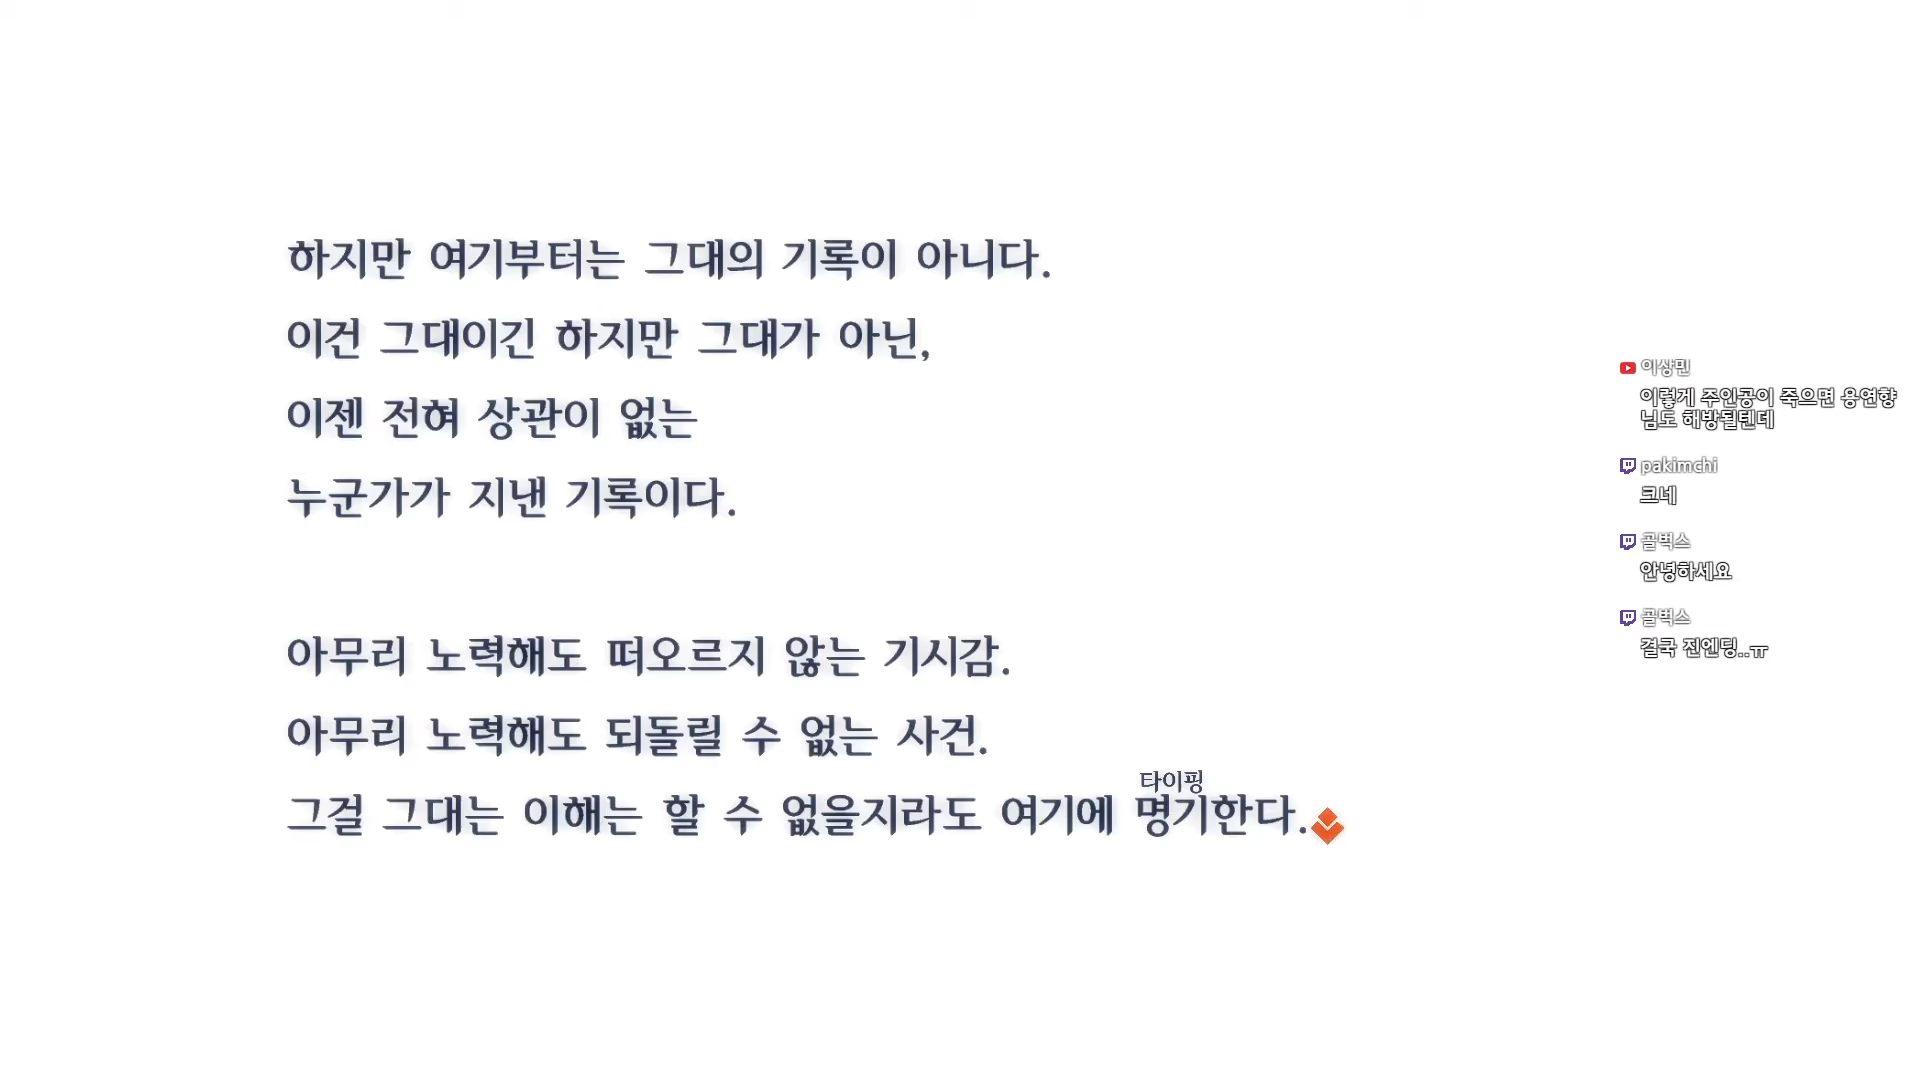 하지만 여기부터는 그대의 기록이 아니다.
이건 그대이긴 하지만 그대가 아닌,
이젠 전혀 상관이 없는
누군가가 지낸 기록이다.
아무리 노력해도 떠오르지 않는 기시감.
아무리 노력해도 되돌릴 수 없는 사건.
타이핑
그걸 그대는 이해는 할 수 없을지라도 여기에 명기한다.
이상민
이렇게 주인공이 죽으면 용연향
님도 해방될텐데
pakimchi
크네
골벅스
안녕하세요
골벅스
결국 진엔딩..ㅠ